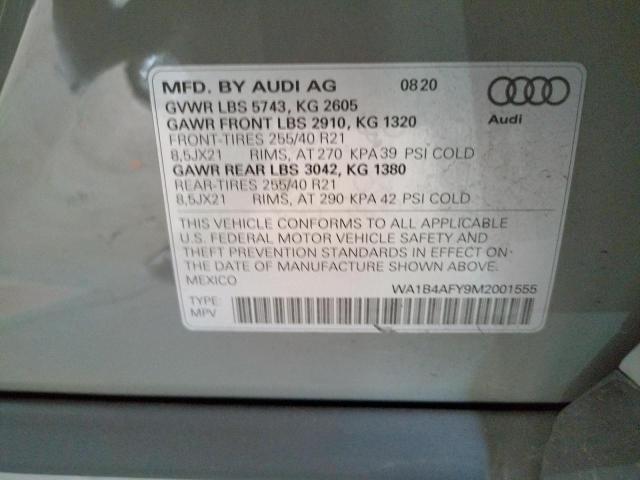 MFD. BY AUDI AG 08 20
GVWR LBS 5743, KG 2605
GAWR FRONT LBS 2910, KG 1320
FRONT-TIRES 255/40 R21
8,5JX21 RIMS, AT 270 KPA 39 PSI COLD
GAWR REAR LBS 3042, KG 1380
REAR-TIRES 255/40 R21
8,5JX21 RIMS, AT 290 KPA 42 PSI COLD
Audi
THIS VEHICLE CONFORMS TO ALL APPLICABLE
U.S. FEDERAL MOTOR VEHICLE SAFETY AND
THEFT PREVENTION STANDARDS IN EFFECT ON
THE DATE OF MANUFACTURE SHOWN ABOVE.
MEXICO WA1B4AFY9M2001555
TYPE:
MPV